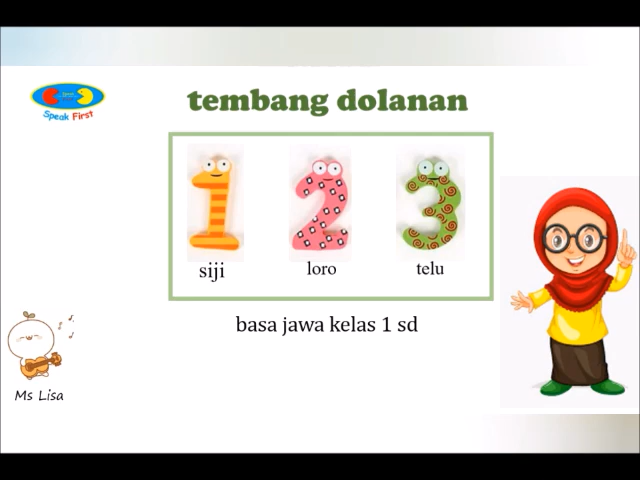 tembang dolanan
Speak First
siji
loro
telu
basa jawa kelas 1 sd
Ms Lisa